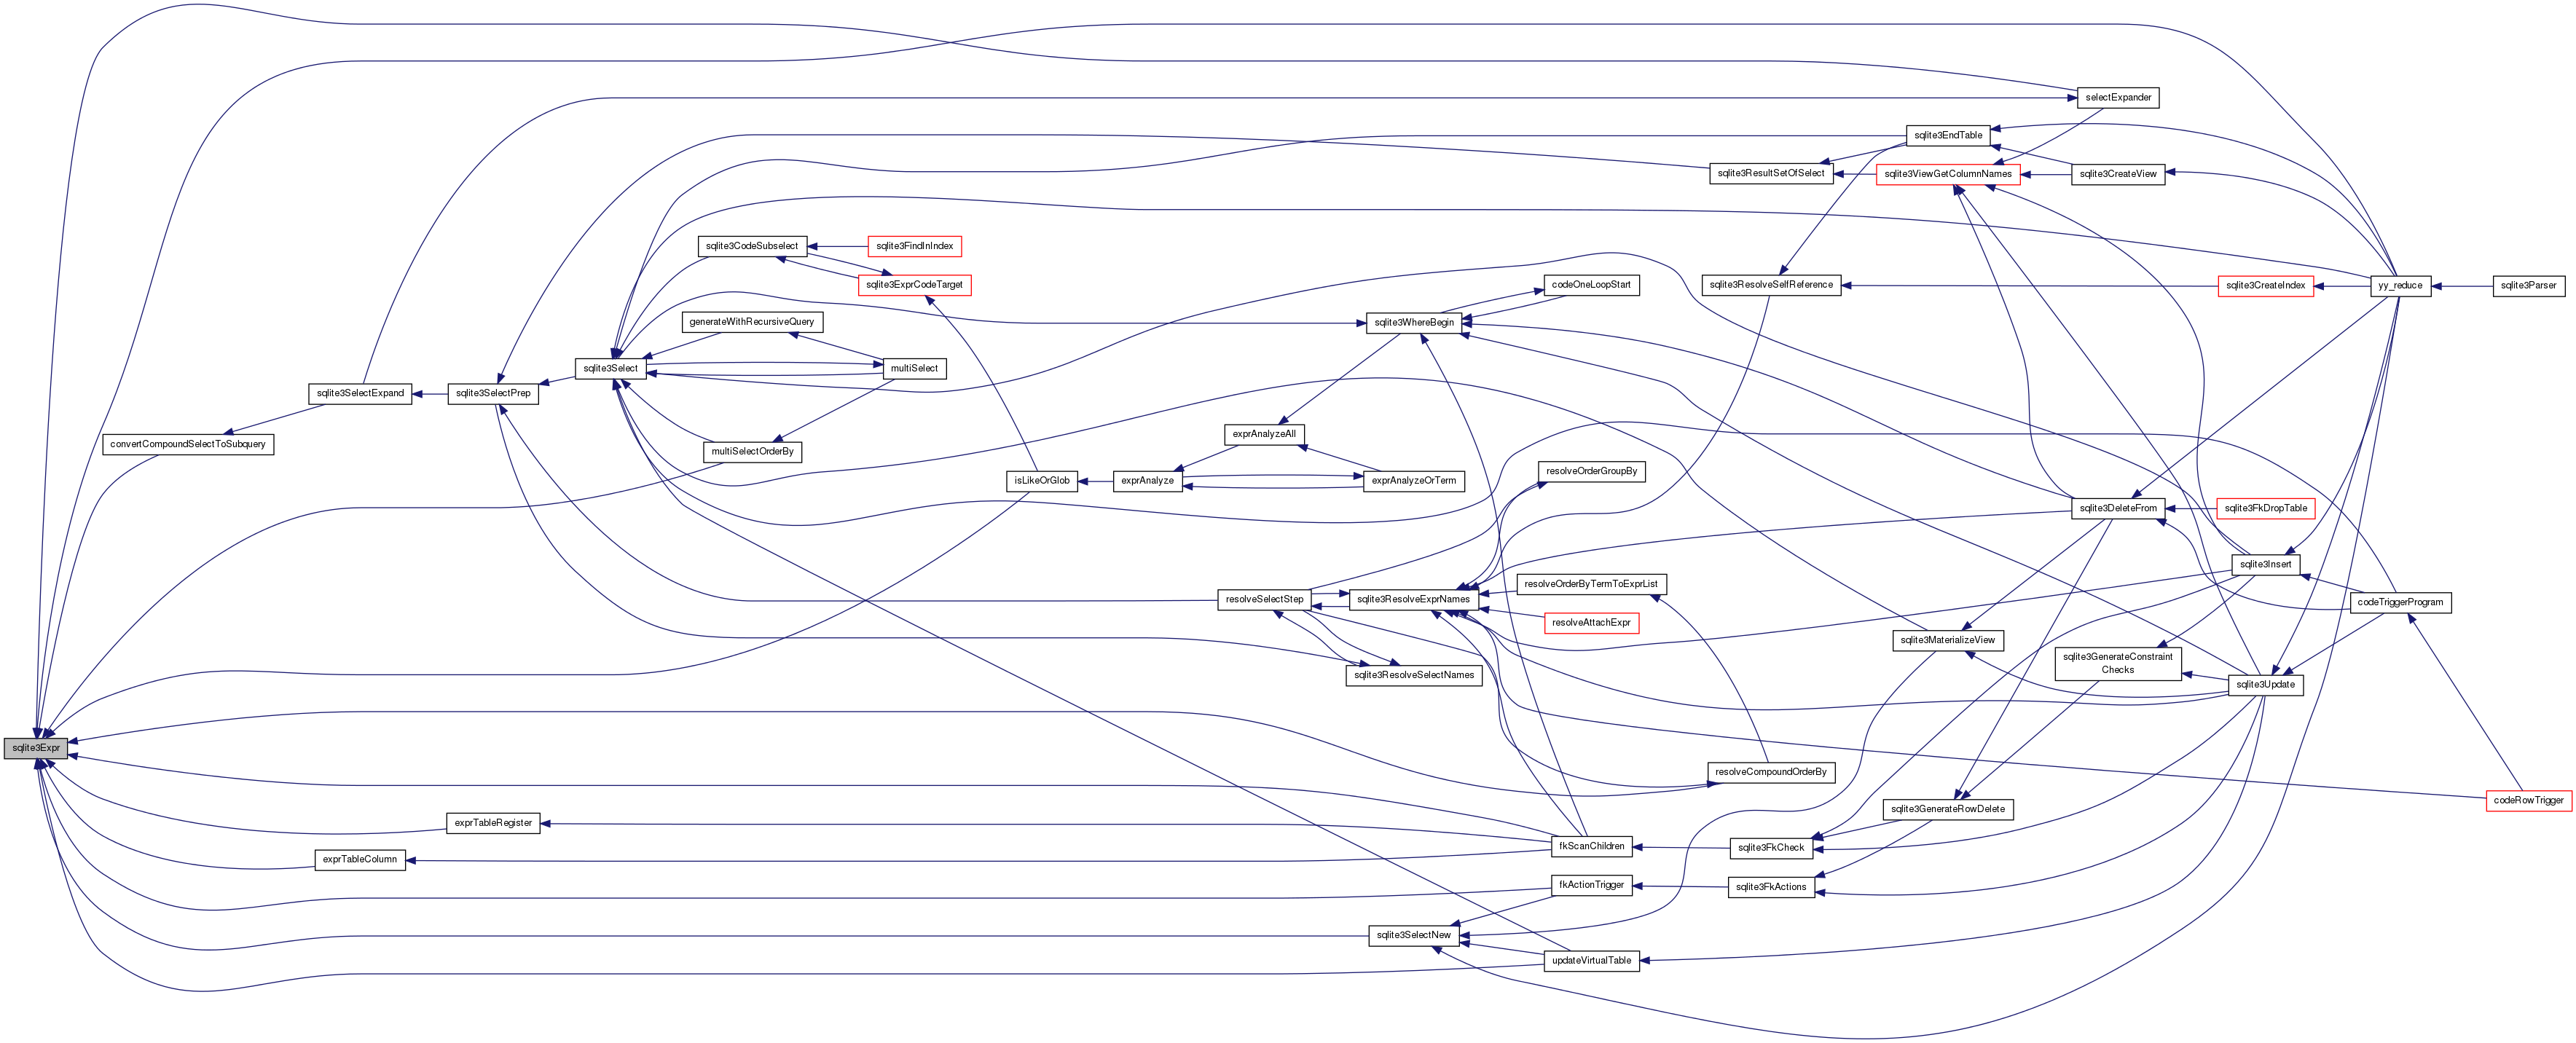 selectExpander
sqlite3EndTable
sqlite3ResultSetOfSelect
sqlite3ViewGetColumnNames
sqlite3CreateView
sqlite3CodeSubselect
sqlite3FindInIndex
sqlite3ExprCodeTarget
codeOneLoopStart
sqlite3ResolveSelfReference
sqlite3CreateIndex
yy_reduce
sqlite3Parser
generateWithRecursiveQuery
sqlite3WhereBegin
sqlite3Select
multiSelect
sqlite3SelectExpand
sqlite3SelectPrep
convertCompoundSelectToSubquery
multiSelectOrderBy
exprAnalyzeAll
isLikeOrGlob
exprAnalyze
exprAnalyzeOrTerm
resolveOrderGroupBy
sqlite3DeleteFrom
sqlite3FkDropTable
sqlite3Insert
resolveOrderByTermToExprList
resolveSelectStep
sqlite3ResolveExprNames
codeTriggerProgram
resolveAttachExpr
sqlite3MaterializeView
sqlite3GenerateConstraint
Checks
sqlite3ResolveSelectNames
sqlite3Update
sqlite3Expr
resolveCompoundOrderBy
codeRowTrigger
sqlite3GenerateRowDelete
exprTableRegister
fkScanChildren
sqlite3FkCheck
exprTableColumn
fkActionTrigger
sqlite3FkActions
sqlite3SelectNew
updateVirtualTable